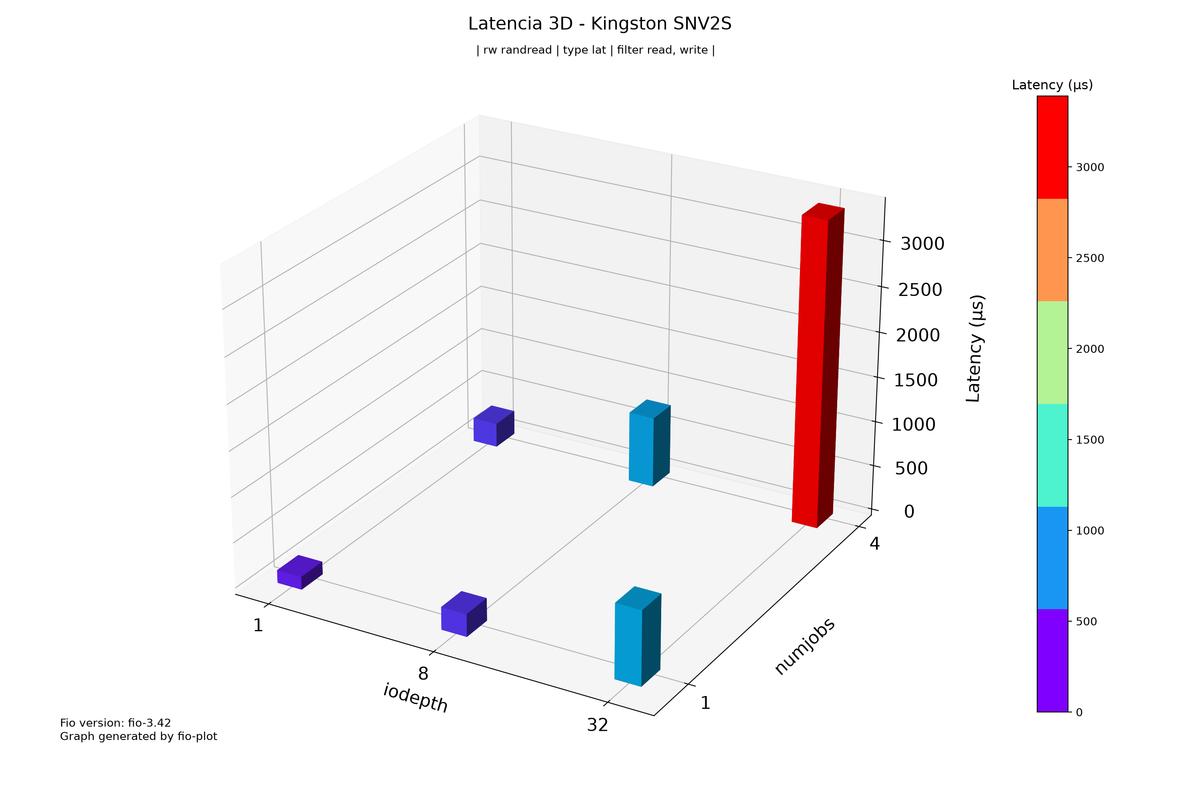 Latencia 3D - Kingston SNV2S
| rw randread | type lat | filter read, write |
Latency (µs)
3000
2500
2000
1500
1000
500
0
3000
2500
2000
1500
1000
500
0
Latency (µs)
4
1
numjobs
1
8
32
iodepth
Fio version: fio-3.42
Graph generated by fio-plot